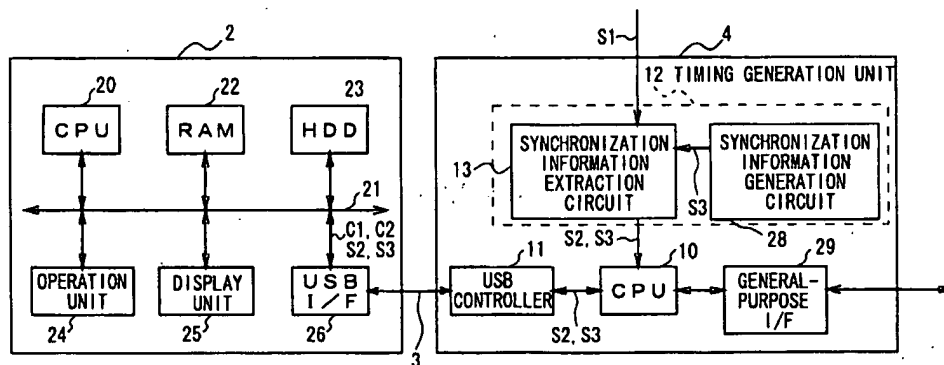 2
S1
4
12 TIMING GENERATION UNIT
20
22
23
CPU
RAM
HDD
13
SYNCHRONIZATION
INFORMATION
EXTRACTION
CIRCUIT
S3
SYNCHRONIZATION
INFORMATION
GENERATION
CIRCUIT
28
21
C1, C2
S2, S3
S2, S3
11
10
29
OPERATION
UNIT
DISPLAY
UNIT
USB
I/F
USB
CONTROLLER
CPU
GENERAL-
PURPOSE
I/F
24
25
26
3
S2, S3